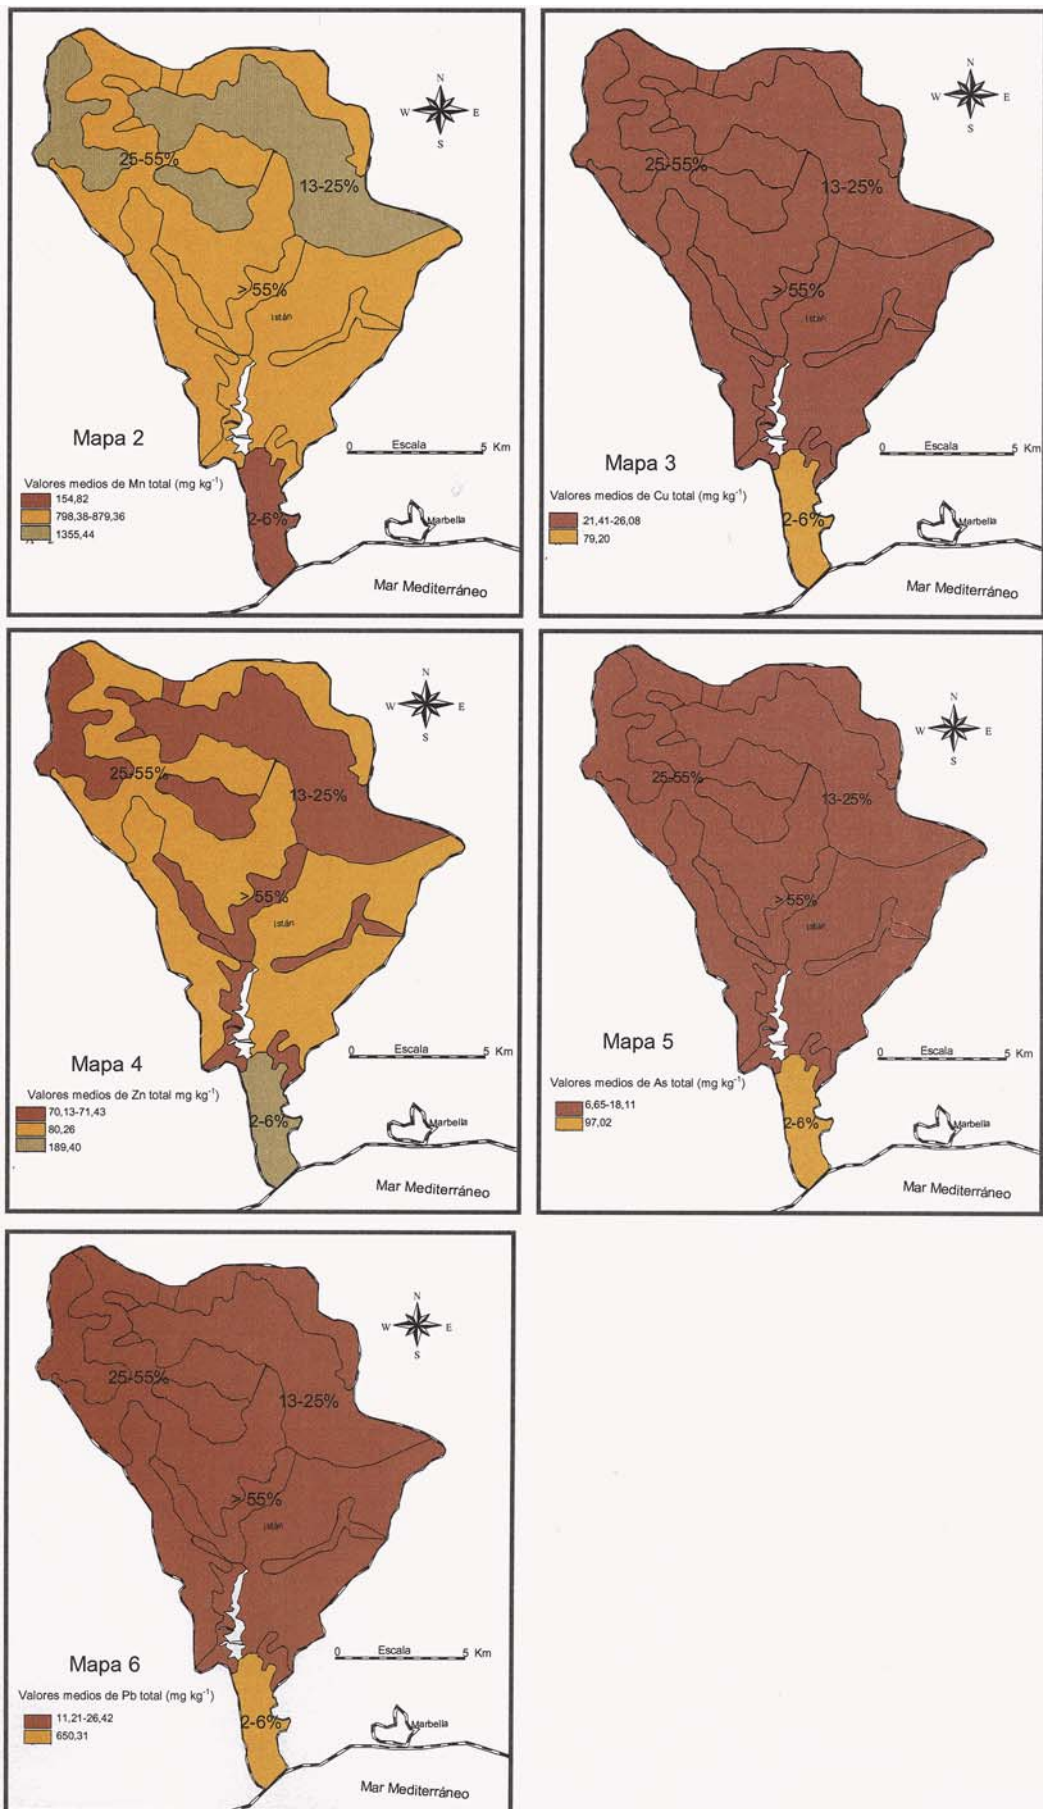 N
W E
S
25-55%
13-25%
> 55%
Istán
Mapa 2
0 Escala 5 Km
Valores medios de Mn total (mg kg⁻¹)
154,82
798,38-879,36
1355,44
2-6%
Marbella
Mar Mediterráneo
N
W E
S
25-55%
13-25%
> 55%
Istán
Mapa 3
0 Escala 5 Km
Valores medios de Cu total (mg kg⁻¹)
21,41-26,08
79,20
2-6%
Marbella
Mar Mediterráneo
N
W E
S
25-55%
13-25%
> 55%
Istán
Mapa 4
0 Escala 5 Km
Valores medios de Zn total mg kg⁻¹)
70,13-71,43
80,26
189,40
2-6%
Marbella
Mar Mediterráneo
N
W E
S
25-55%
13-25%
> 55%
Istán
Mapa 5
0 Escala 5 Km
Valores medios de As total (mg kg⁻¹)
6,65-18,11
97,02
2-6%
Marbella
Mar Mediterráneo
N
W E
S
25-55%
13-25%
> 55%
Istán
Mapa 6
0 Escala 5 Km
Valores medios de Pb total (mg kg⁻¹)
11,21-26,42
650,31
2-6%
Marbella
Mar Mediterráneo